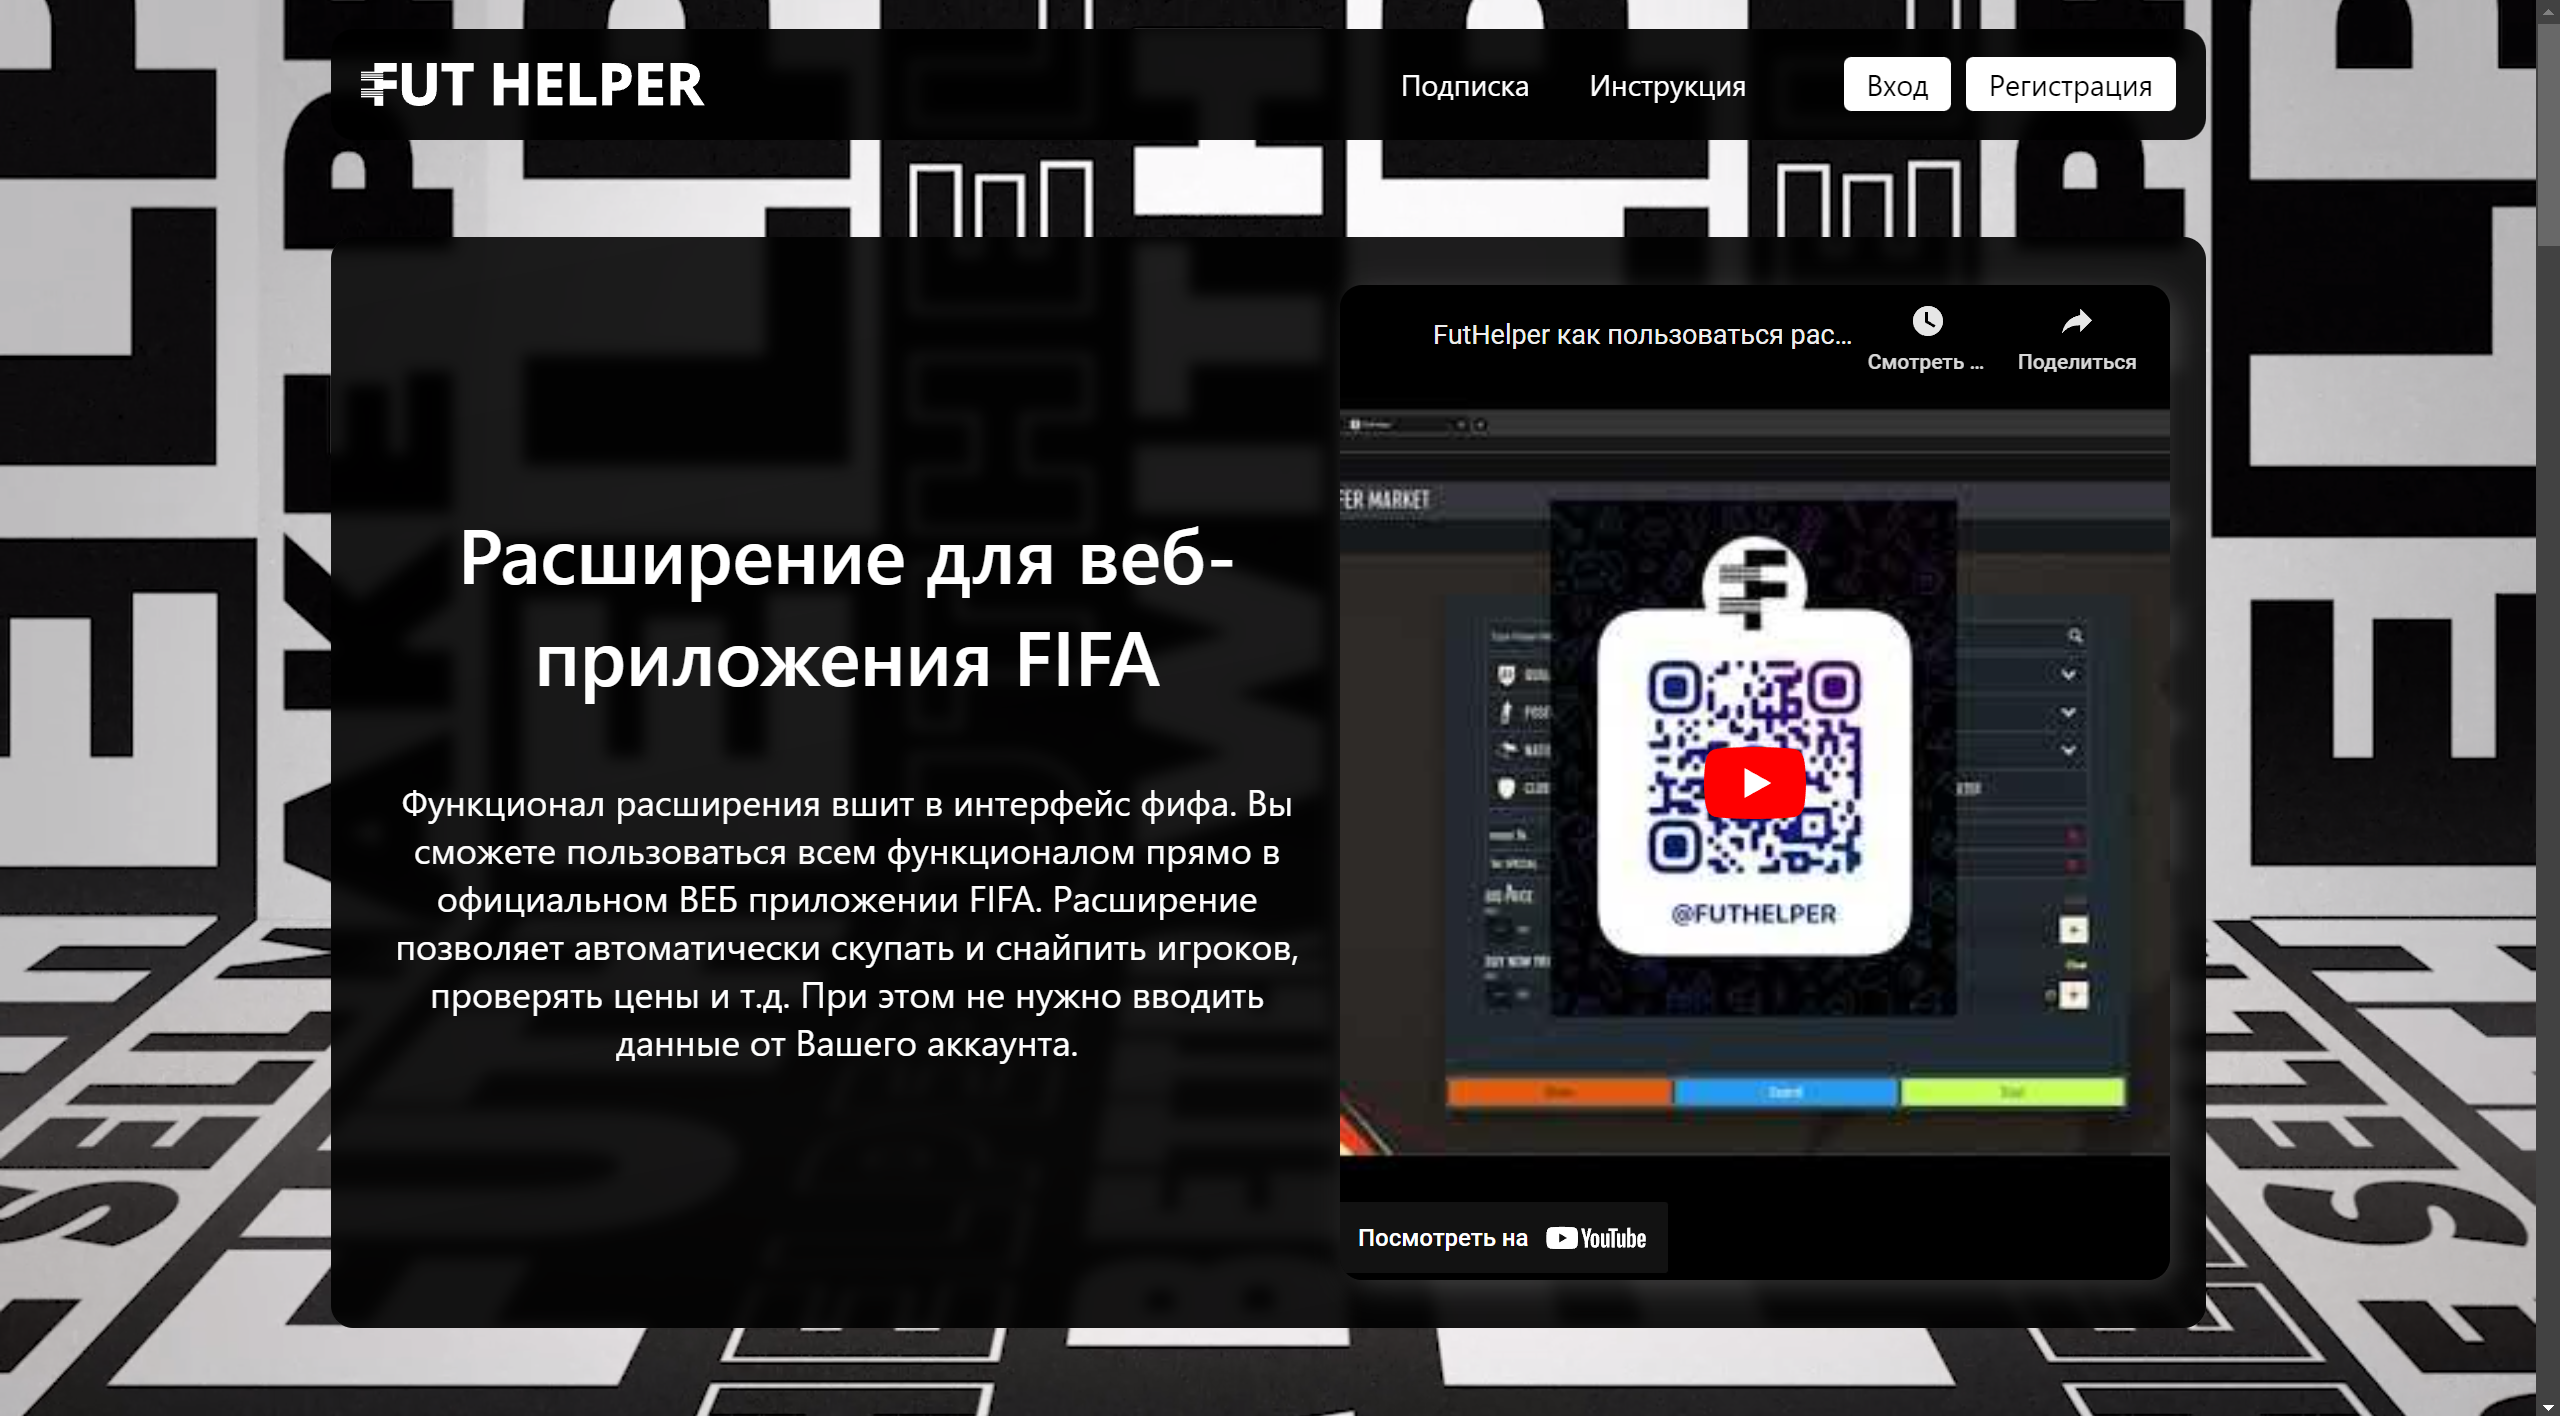 FUT HELPER
Подписка
Инструкция
Вход
Регистрация
Расширение для веб-
приложения FIFA
Функционал расширения вшит в интерфейс фифа. Вы
сможете пользоваться всем функционалом прямо в
официальном ВЕБ приложении FIFA. Расширение
позволяет автоматически скупать и снайпить игроков,
проверять цены и т.д. При этом не нужно вводить
данные от Вашего аккаунта.
FutHelper как пользоваться рас...
Смотреть ...
Поделиться
FER MARKET
@FUTHELPER
Посмотреть на YouTube